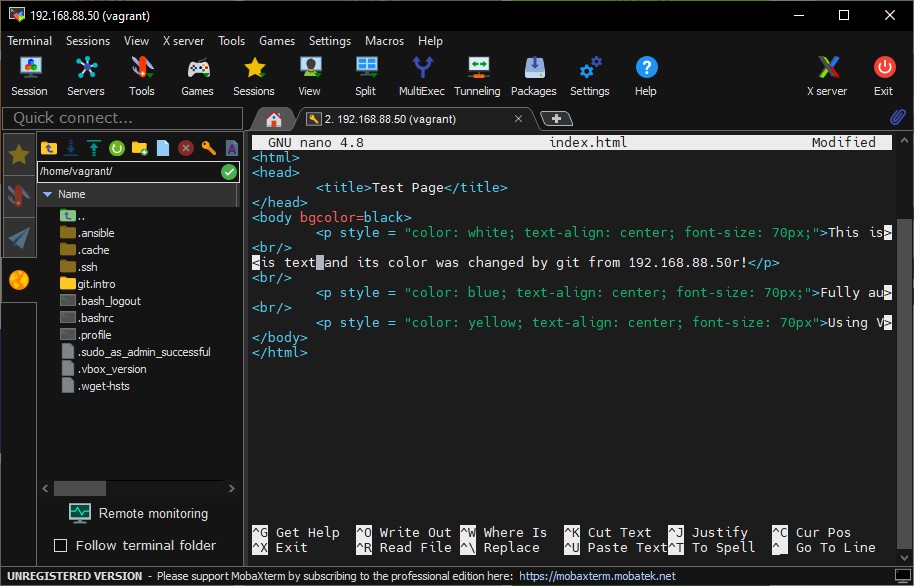 192.168.88.50 (vagrant)
Terminal Sessions View X server Tools Games Settings Macros Help
Session Servers Tools Games Sessions View Split MultiExec Tunneling Packages Settings Help X server Exit
Quick connect...
2. 192.168.88.50 (vagrant)
/home/vagrant/
Name
..
.ansible
.cache
.ssh
git.intro
.bash_logout
.bashrc
.profile
.sudo_as_admin_successful
.vbox_version
.wget-hsts
Remote monitoring
Follow terminal folder
GNU nano 4.8 index.html Modified
<html>
<head>
<title>Test Page</title>
</head>
<body bgcolor=black>
<p style = "color: white; text-align: center; font-size: 70px;">This is>
<br/>
<is text and its color was changed by git from 192.168.88.50r!</p>
<br/>
<p style = "color: blue; text-align: center; font-size: 70px;">Fully au>
<br/>
<p style = "color: yellow; text-align: center; font-size: 70px">Using V>
</body>
</html>
^G Get Help ^O Write Out ^W Where Is ^K Cut Text ^J Justify ^C Cur Pos
^X Exit ^R Read File ^\ Replace ^U Paste Text ^T To Spell ^_ Go To Line
UNREGISTERED VERSION - Please support MobaXterm by subscribing to the professional edition here: https://mobaxterm.mobatek.net